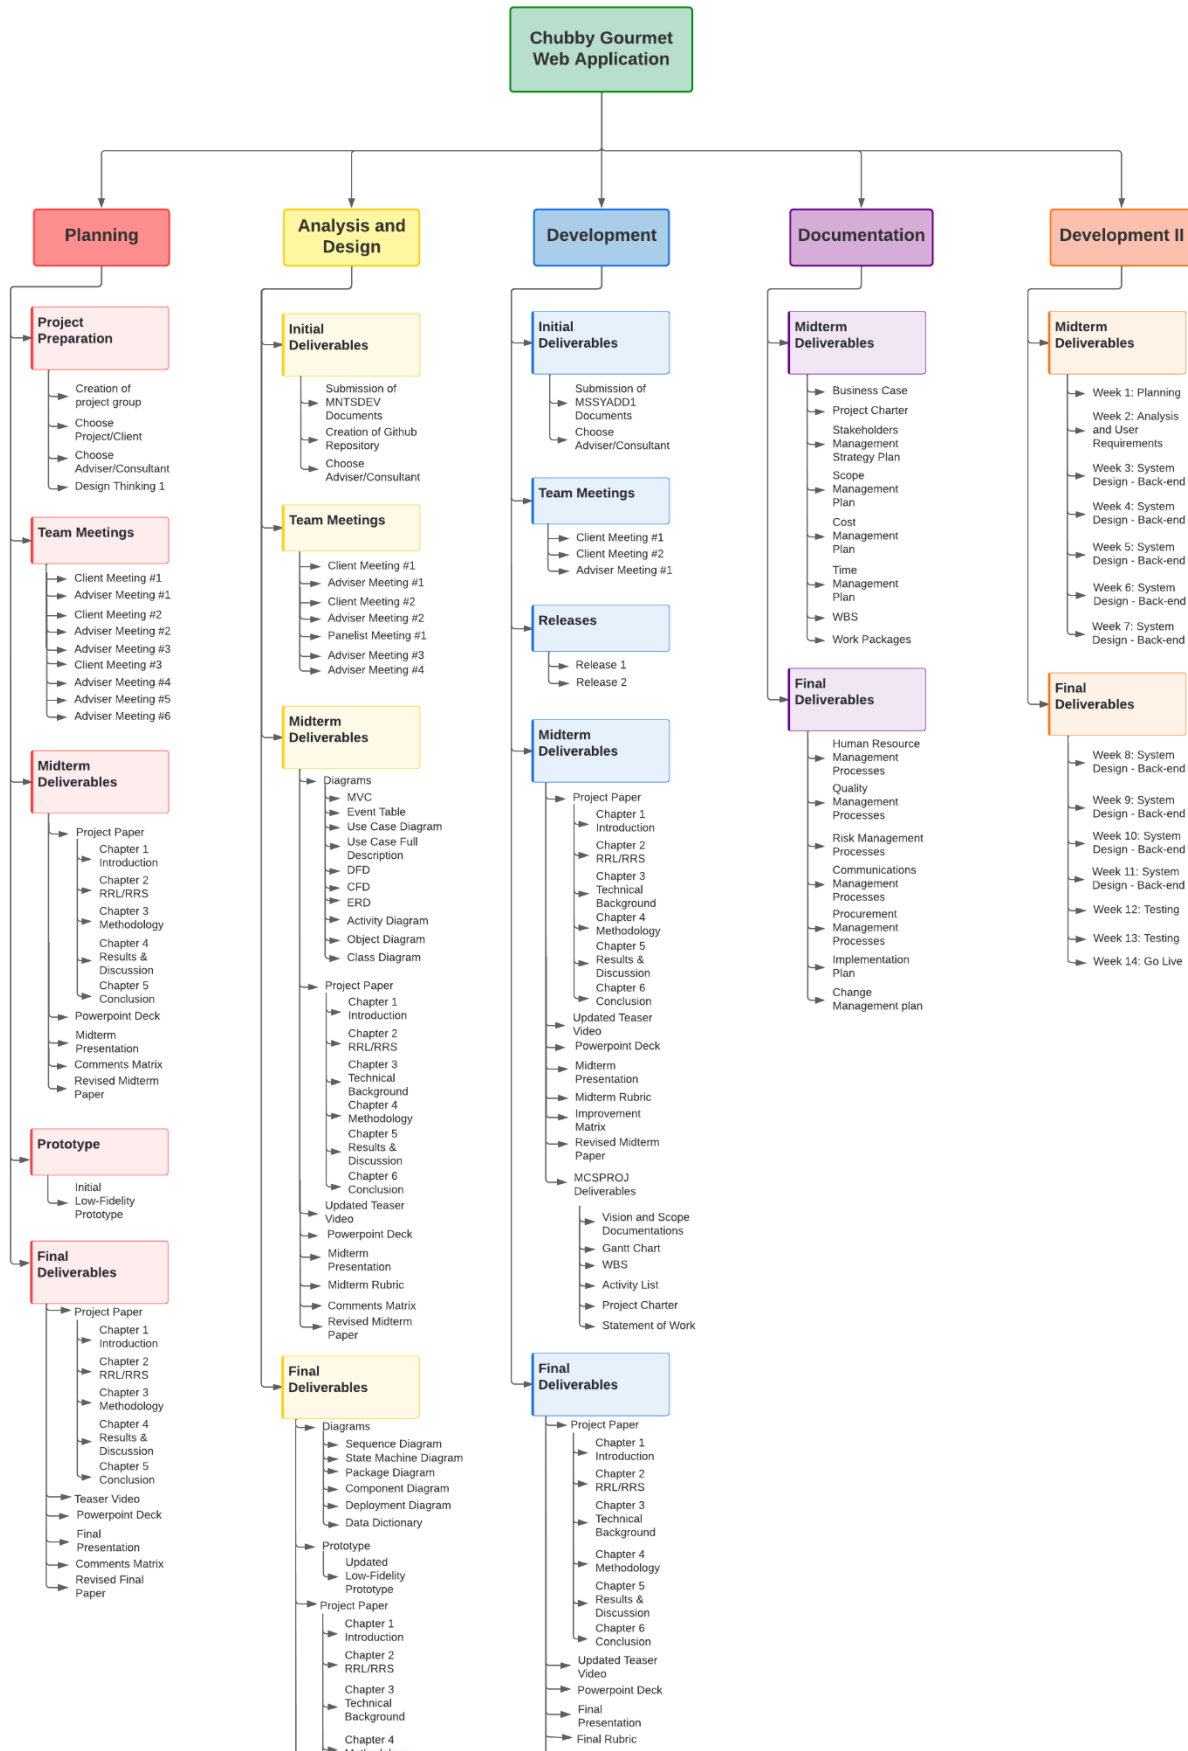 Chubby Gourmet
Web Application
Planning
Project
Preparation
Creation of
project group
Choose
Project/Client
Choose
Adviser/Consultant
Design Thinking 1
Team Meetings
Client Meeting #1
Adviser Meeting #1
Client Meeting #2
Adviser Meeting #2
Adviser Meeting #3
Client Meeting #3
Adviser Meeting #4
Adviser Meeting #5
Adviser Meeting #6
Midterm
Deliverables
Project Paper
Chapter 1
Introduction
Chapter 2
RRL/RRS
Chapter 3
Methodology
Chapter 4
Results &
Discussion
Chapter 5
Conclusion
Powerpoint Deck
Midterm
Presentation
Comments Matrix
Revised Midterm
Paper
Prototype
Initial
Low-Fidelity
Prototype
Final
Deliverables
Project Paper
Chapter 1
Introduction
Chapter 2
RRL/RRS
Chapter 3
Methodology
Chapter 4
Results &
Discussion
Chapter 5
Conclusion
Teaser Video
Powerpoint Deck
Final
Presentation
Comments Matrix
Revised Final
Paper
Analysis and
Design
Initial
Deliverables
Submission of
MNTSDEV
Documents
Creation of Github
Repository
Choose
Adviser/Consultant
Team Meetings
Client Meeting #1
Adviser Meeting #1
Client Meeting #2
Adviser Meeting #2
Panelist Meeting #1
Adviser Meeting #3
Adviser Meeting #4
Midterm
Deliverables
Diagrams
MVC
Event Table
Use Case Diagram
Use Case Full
Description
DFD
CFD
ERD
Activity Diagram
Object Diagram
Class Diagram
Project Paper
Chapter 1
Introduction
Chapter 2
RRL/RRS
Chapter 3
Technical
Background
Chapter 4
Methodology
Chapter 5
Results &
Discussion
Chapter 6
Conclusion
Updated Teaser
Video
Powerpoint Deck
Midterm
Presentation
Midterm Rubric
Comments Matrix
Revised Midterm
Paper
Final
Deliverables
Diagrams
Sequence Diagram
State Machine Diagram
Package Diagram
Component Diagram
Deployment Diagram
Data Dictionary
Prototype
Updated
Low-Fidelity
Prototype
Project Paper
Chapter 1
Introduction
Chapter 2
RRL/RRS
Chapter 3
Technical
Background
Chapter 4
Development
Initial
Deliverables
Submission of
MSSYADD1
Documents
Choose
Adviser/Consultant
Team Meetings
Client Meeting #1
Client Meeting #2
Adviser Meeting #1
Releases
Release 1
Release 2
Midterm
Deliverables
Project Paper
Chapter 1
Introduction
Chapter 2
RRL/RRS
Chapter 3
Technical
Background
Chapter 4
Methodology
Chapter 5
Results &
Discussion
Chapter 6
Conclusion
Updated Teaser
Video
Powerpoint Deck
Midterm
Presentation
Midterm Rubric
Improvement
Matrix
Revised Midterm
Paper
MCSPROJ
Deliverables
Vision and Scope
Documentations
Gantt Chart
WBS
Activity List
Project Charter
Statement of Work
Final
Deliverables
Project Paper
Chapter 1
Introduction
Chapter 2
RRL/RRS
Chapter 3
Technical
Background
Chapter 4
Methodology
Chapter 5
Results &
Discussion
Chapter 6
Conclusion
Updated Teaser
Video
Powerpoint Deck
Final
Presentation
Final Rubric
Documentation
Midterm
Deliverables
Business Case
Project Charter
Stakeholders
Management
Strategy Plan
Scope
Management
Plan
Cost
Management
Plan
Time
Management
Plan
WBS
Work Packages
Final
Deliverables
Human Resource
Management
Processes
Quality
Management
Processes
Risk Management
Processes
Communications
Management
Processes
Procurement
Management
Processes
Implementation
Plan
Change
Management plan
Development II
Midterm
Deliverables
Week 1: Planning
Week 2: Analysis
and User
Requirements
Week 3: System
Design - Back-end
Week 4: System
Design - Back-end
Week 5: System
Design - Back-end
Week 6: System
Design - Back-end
Week 7: System
Design - Back-end
Final
Deliverables
Week 8: System
Design - Back-end
Week 9: System
Design - Back-end
Week 10: System
Design - Back-end
Week 11: System
Design - Back-end
Week 12: Testing
Week 13: Testing
Week 14: Go Live